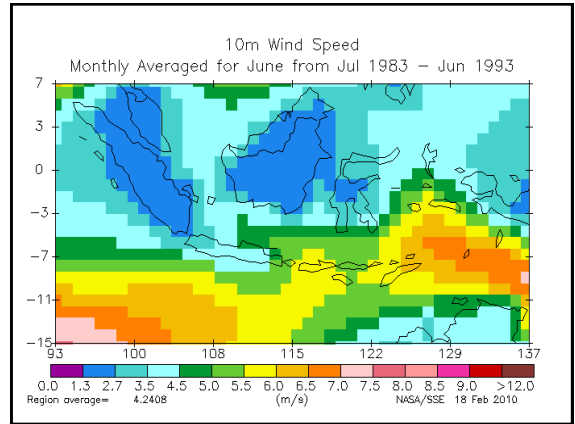 10m Wind Speed
Monthly Averaged for June from Jul 1983 – Jun 1993
7
3
0
−3
−7
−11
−15
93 100 108 115 122 129 137
0.0 1.3 2.7 3.5 4.5 5.0 5.5 6.0 6.5 7.0 7.5 8.0 8.5 9.0 >12.0
Region average= 4.2408 (m/s) NASA/SSE 18 Feb 2010